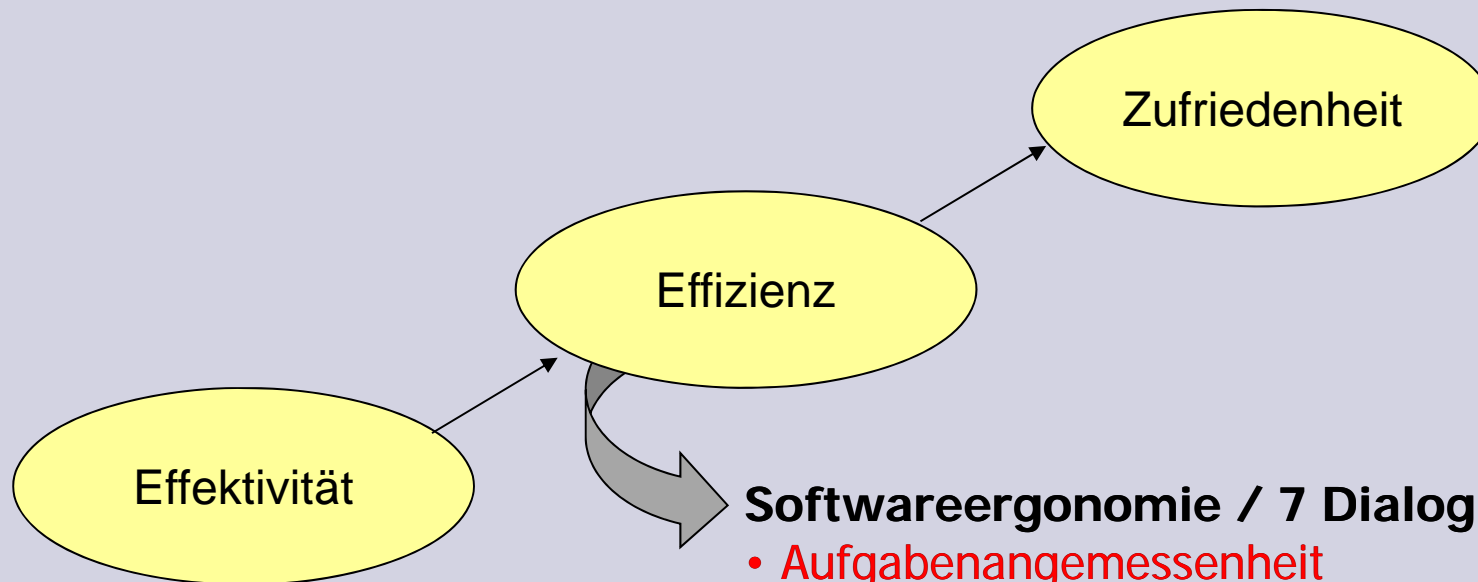 Zufriedenheit
Effizienz
Effektivität
Softwareergonomie / 7 Dialog
• Aufgabenangemessenheit